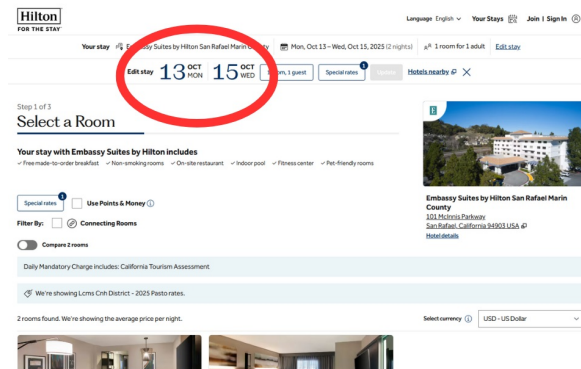 Hilton
FOR THE STAY
Language English
Your Stays
Join | Sign In
Your stay
Embassy Suites by Hilton San Rafael Marin County
Mon, Oct 13 – Wed, Oct 15, 2025 (2 nights)
1 room for 1 adult
Edit stay
Edit stay
13 OCT MON
15 OCT WED
room, 1 guest
Special rates 1
Update
Hotels nearby
Step 1 of 3
Select a Room
Your stay with Embassy Suites by Hilton includes
Free made-to-order breakfast
Non-smoking rooms
On-site restaurant
Indoor pool
Fitness center
Pet-friendly rooms
E
Embassy Suites by Hilton San Rafael Marin
County
101 McInnis Parkway
San Rafael, California 94903 USA
Hotel details
Special rates 1
Use Points & Money
Filter By:
Connecting Rooms
Compare 2 rooms
Daily Mandatory Charge includes: California Tourism Assessment
We're showing Lcms Cnh District - 2025 Pasto rates.
2 rooms found. We're showing the average price per night.
Select currency
USD - US Dollar